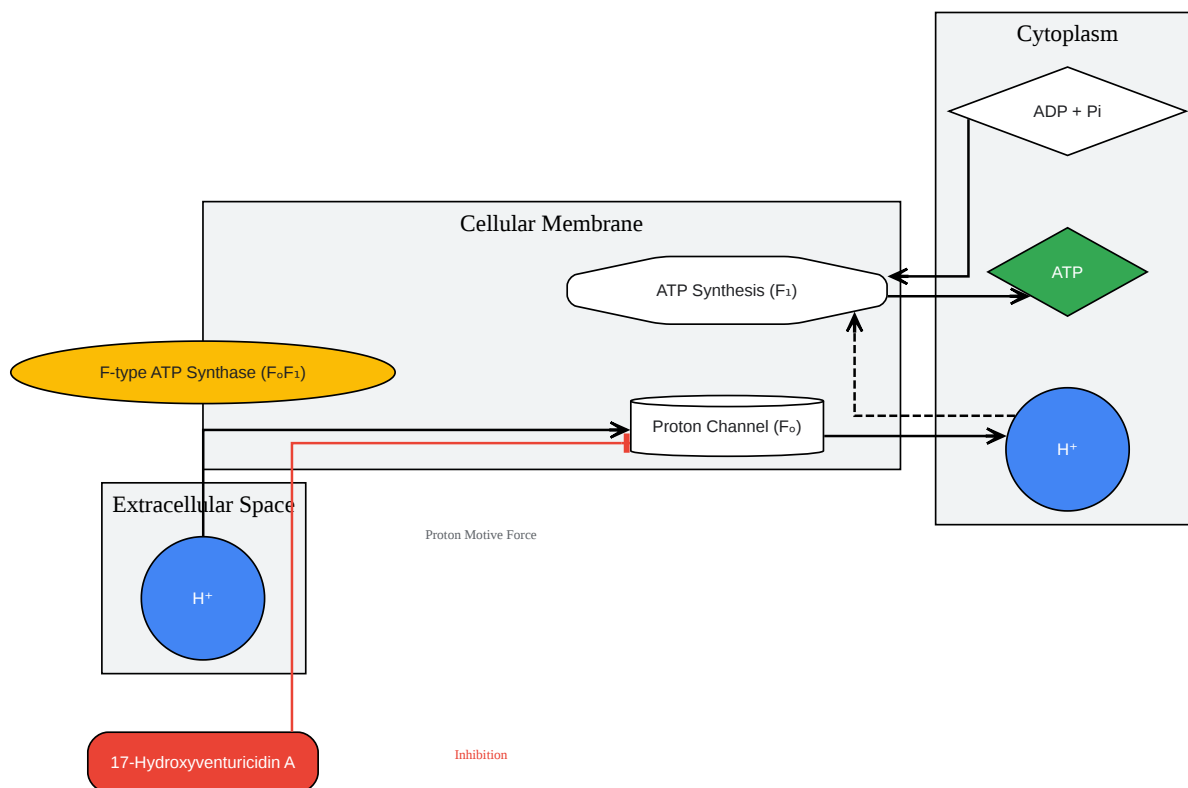 Cytoplasm
ADP + Pi
Cellular Membrane
ATP
ATP Synthesis (F₁)
F-type ATP Synthase (FₒF₁)
Proton Channel (Fₒ)
H⁺
Extracellular Space
Proton Motive Force
H⁺
Inhibition
17-Hydroxyventuricidin A